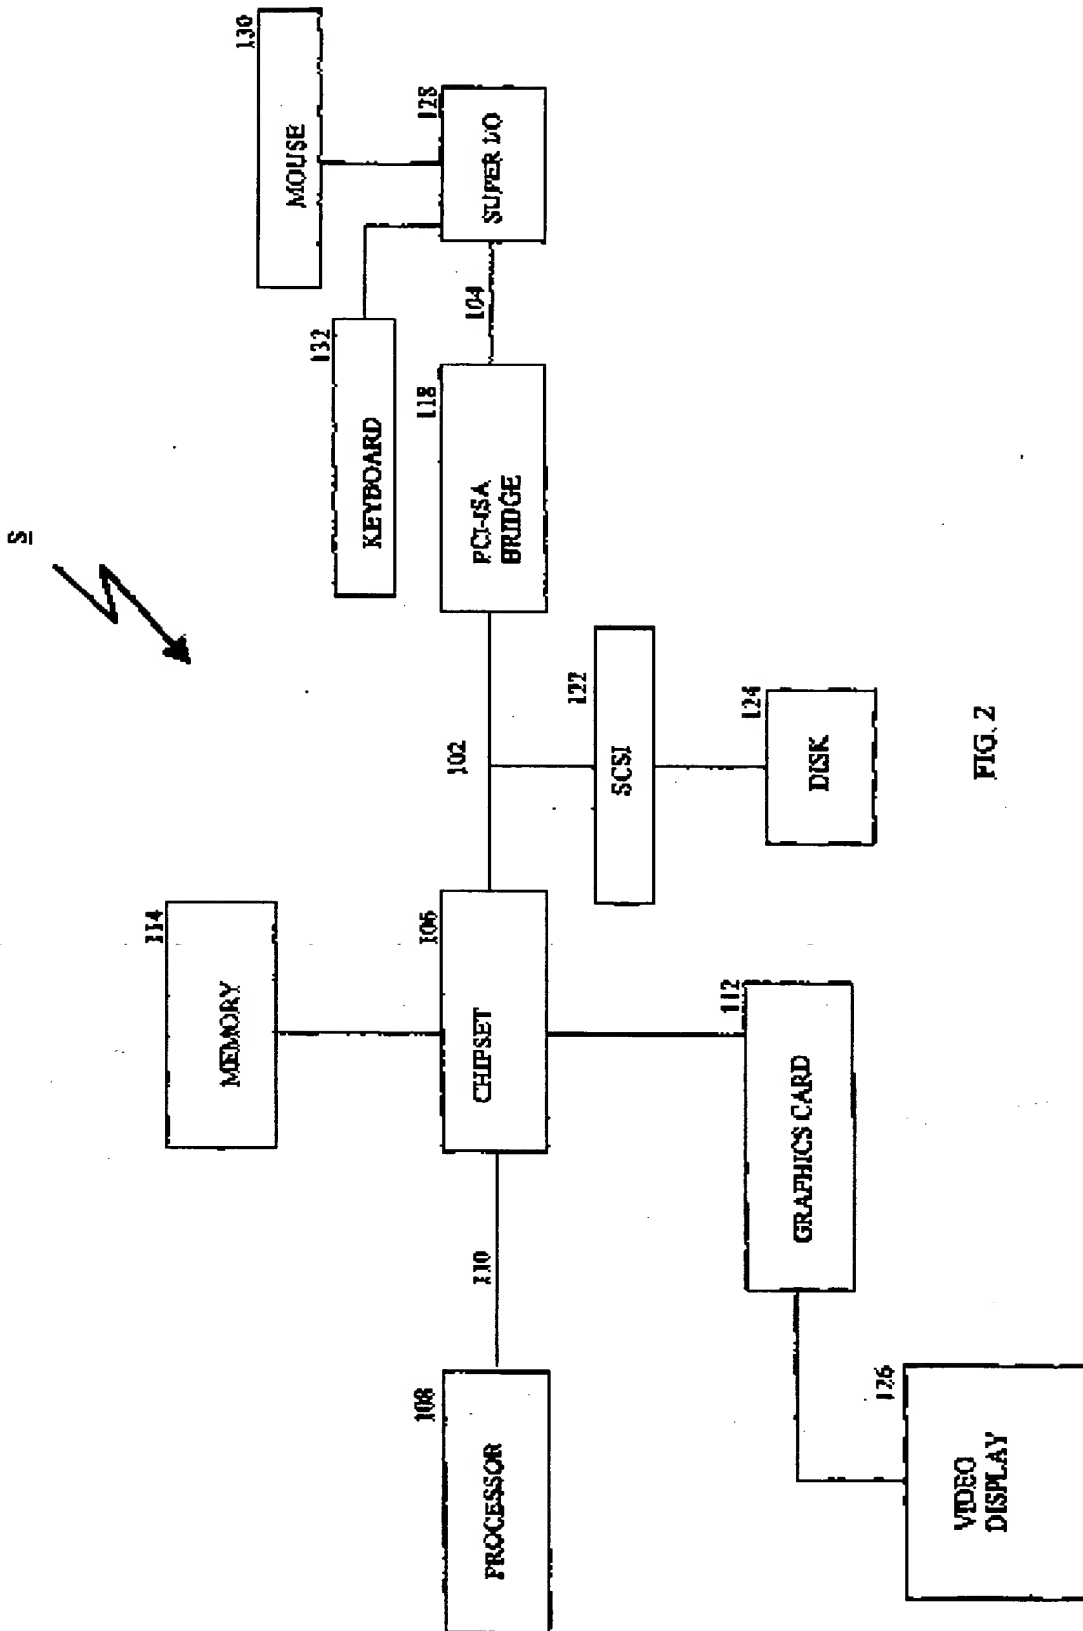 S
MEMORY
114
MOUSE
130
KEYBOARD
132
PROCESSOR
108
110
CHIPSET
106
102
PCI-ISA
BRIDGE
118
104
SUPER I/O
128
SCSI
122
GRAPHICS CARD
112
DISK
124
VIDEO
DISPLAY
126
FIG. 2